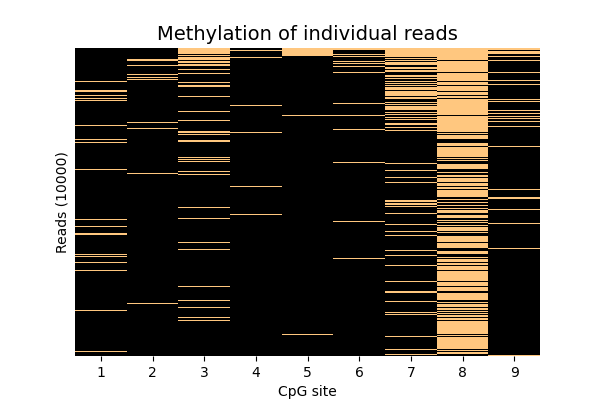 Methylation of individual reads
Reads (10000)
1 2 3 4 5 6 7 8 9
CpG site